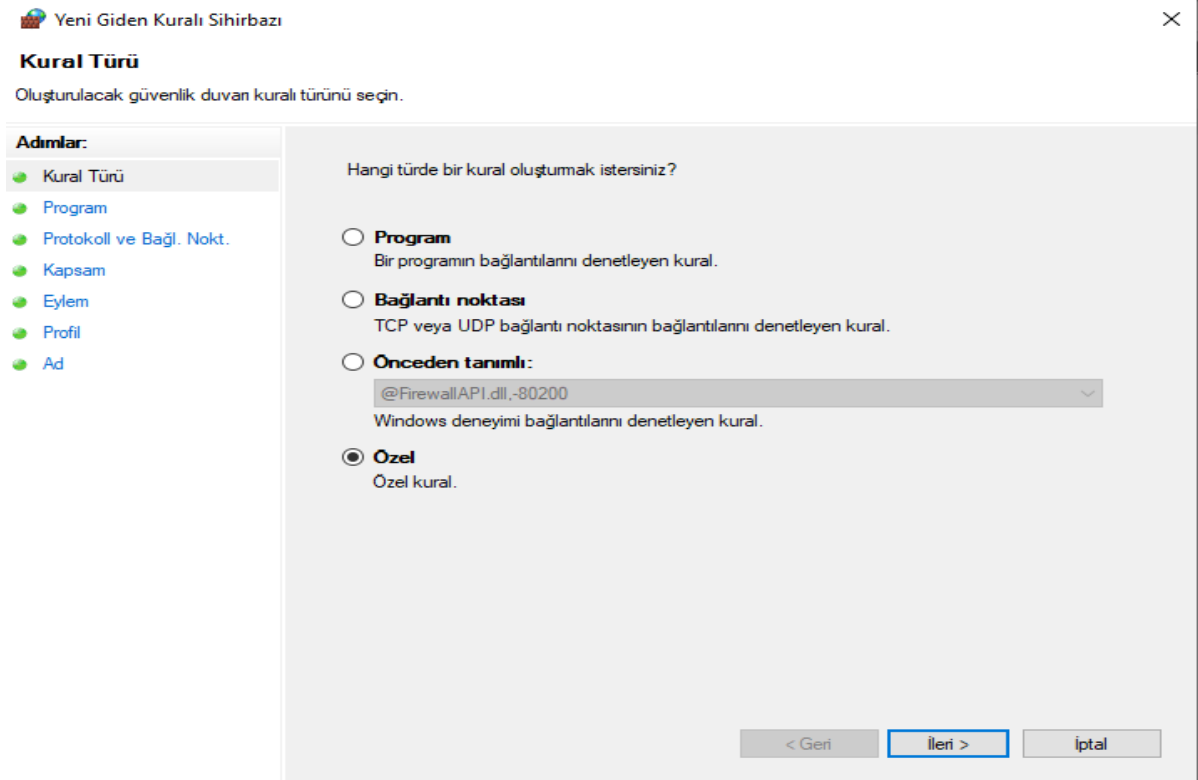 Yeni Giden Kuralı Sihirbazı
Kural Türü
Oluşturulacak güvenlik duvarı kuralı türünü seçin.
Adımlar:
Kural Türü
Program
Protokoll ve Bağl. Nokt.
Kapsam
Eylem
Profil
Ad
Hangi türde bir kural oluşturmak istersiniz?
Program
Bir programın bağlantılarını denetleyen kural.
Bağlantı noktası
TCP veya UDP bağlantı noktasının bağlantılarını denetleyen kural.
Önceden tanımlı:
@FirewallAPI.dll,-80200
Windows deneyimi bağlantılarını denetleyen kural.
Özel
Özel kural.
< Geri
İleri >
İptal